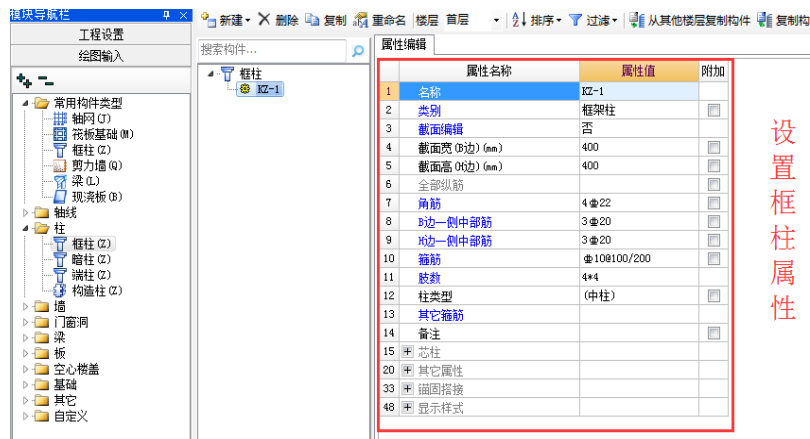 模块导航栏
工程设置
绘图输入
常用构件类型
轴网(J)
筏板基础(M)
框柱(Z)
剪力墙(Q)
梁(L)
现浇板(B)
轴线
柱
框柱(Z)
暗柱(Z)
端柱(Z)
构造柱(Z)
墙
门窗洞
梁
板
空心楼盖
基础
其它
自定义
新建 删除 复制 重命名 楼层 首层 排序 过滤 从其他楼层复制构件 复制构
搜索构件...
框柱
KZ-1
属性编辑
属性名称 属性值 附加
1 名称 KZ-1
2 类别 框架柱
3 截面编辑 否
4 截面宽(B边)(mm) 400
5 截面高(H边)(mm) 400
6 全部纵筋
7 角筋 4⏀22
8 B边一侧中部筋 3⏀20
9 H边一侧中部筋 3⏀20
10 箍筋 ⏀10@100/200
11 肢数 4*4
12 柱类型 (中柱)
13 其它箍筋
14 备注
15 芯柱
20 其它属性
33 锚固搭接
48 显示样式
设置框柱属性